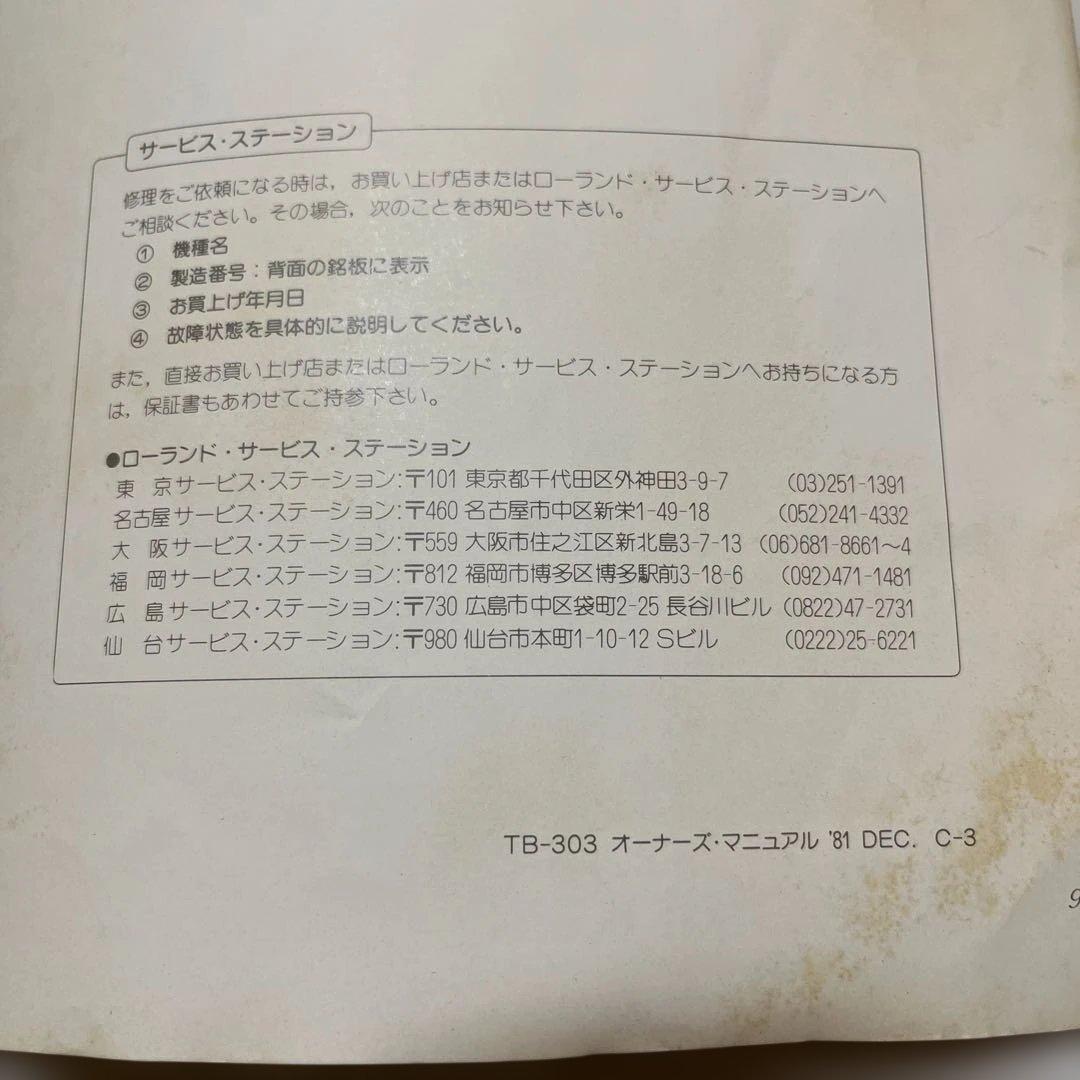 サービス・ステーション
修理をご依頼になる時は，お買い上げ店またはローランド・サービス・ステーションへ
ご相談ください。その場合，次のことをお知らせ下さい。
① 機種名
② 製造番号：背面の銘板に表示
③ お買上げ年月日
④ 故障状態を具体的に説明してください。
また，直接お買い上げ店またはローランド・サービス・ステーションへお持ちになる方
は，保証書もあわせてご持参下さい。
●ローランド・サービス・ステーション
東 京サービス・ステーション：〒101 東京都千代田区外神田3-9-7 (03)251-1391
名古屋サービス・ステーション：〒460 名古屋市中区新栄1-49-18 (052)241-4332
大 阪サービス・ステーション：〒559 大阪市住之江区新北島3-7-13 (06)681-8661〜4
福 岡サービス・ステーション：〒812 福岡市博多区博多駅前3-18-6 (092)471-1481
広 島サービス・ステーション：〒730 広島市中区袋町2-25 長谷川ビル (0822)47-2731
仙 台サービス・ステーション：〒980 仙台市本町1-10-12 Sビル (0222)25-6221
TB-303 オーナーズ・マニュアル '81 DEC. C-3